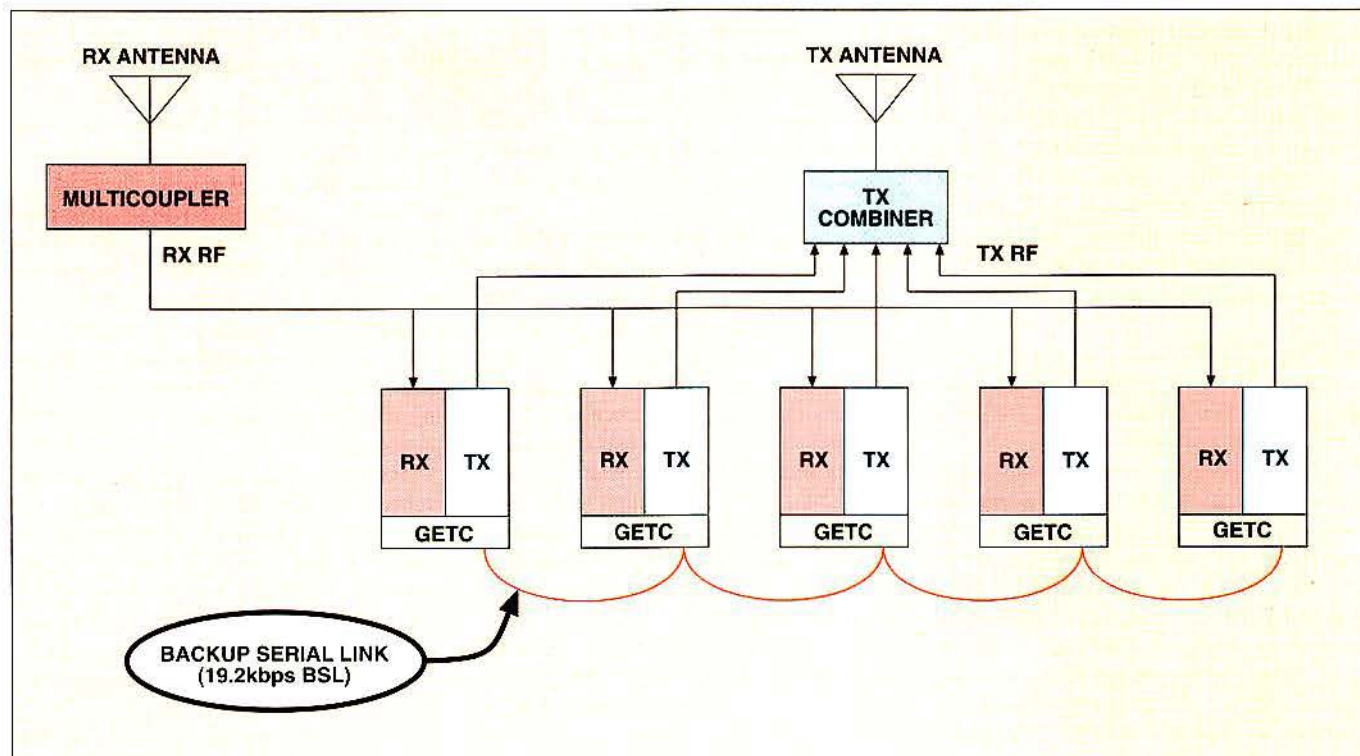 RX ANTENNA
TX ANTENNA
MULTICOUPLER
TX
COMBINER
RX RF
TX RF
RX TX
RX TX
RX TX
RX TX
RX TX
GETC
GETC
GETC
GETC
GETC
BACKUP SERIAL LINK
(19.2kbps BSL)